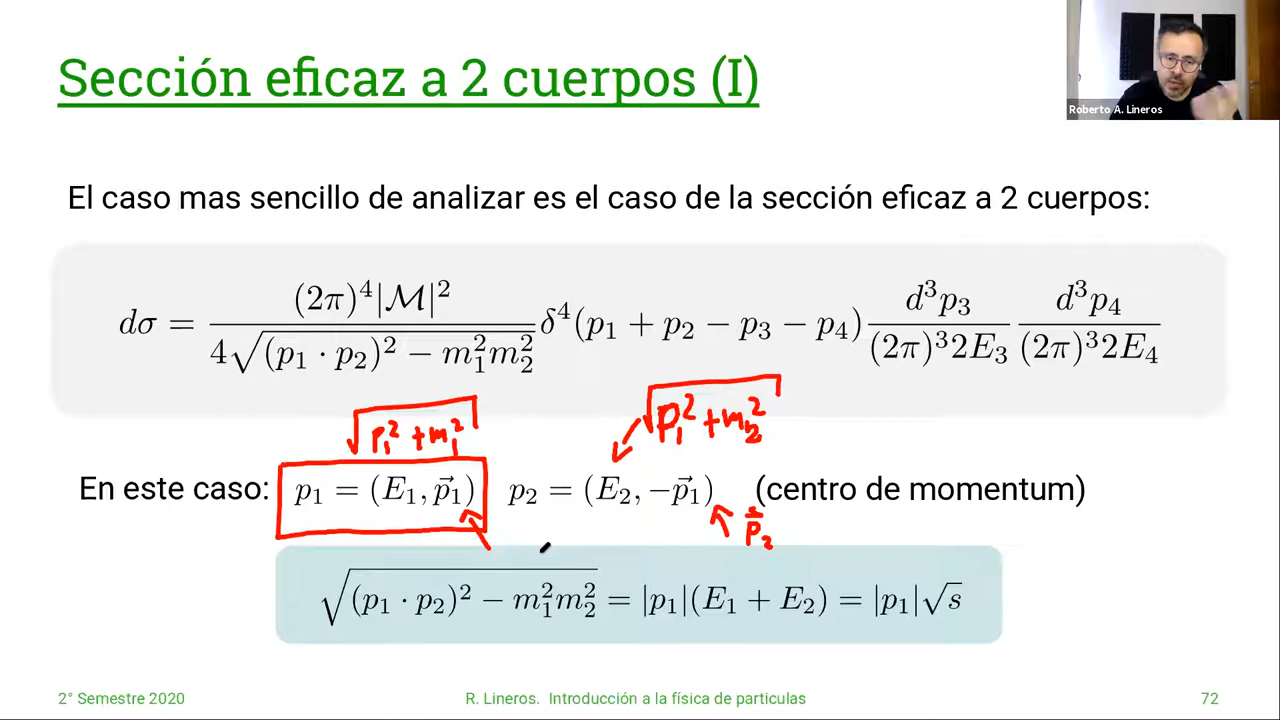 Sección eficaz a 2 cuerpos (I)
Roberto A. Lineros
El caso mas sencillo de analizar es el caso de la sección eficaz a 2 cuerpos:
dσ = (2π)⁴|ℳ|² / 4√((p₁ · p₂)² − m₁²m₂²) δ⁴(p₁ + p₂ − p₃ − p₄) d³p₃ / (2π)³2E₃ d³p₄ / (2π)³2E₄
√(p₁² + m₁²) √(p₁² + m₂²)
En este caso: p₁ = (E₁, p⃗₁) p₂ = (E₂, −p⃗₁) (centro de momentum)
p⃗₂
√((p₁ · p₂)² − m₁²m₂²) = |p₁|(E₁ + E₂) = |p₁|√s
2° Semestre 2020 R. Lineros. Introducción a la física de particulas 72